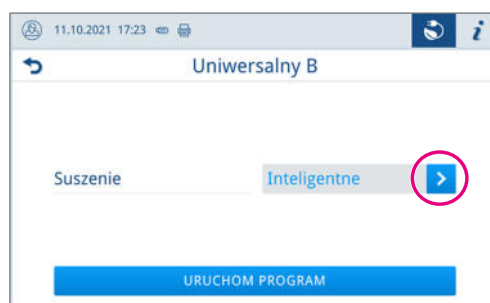 11.10.2021 17:23
i
Uniwersalny B
Suszenie
Inteligentne
URUCHOM PROGRAM